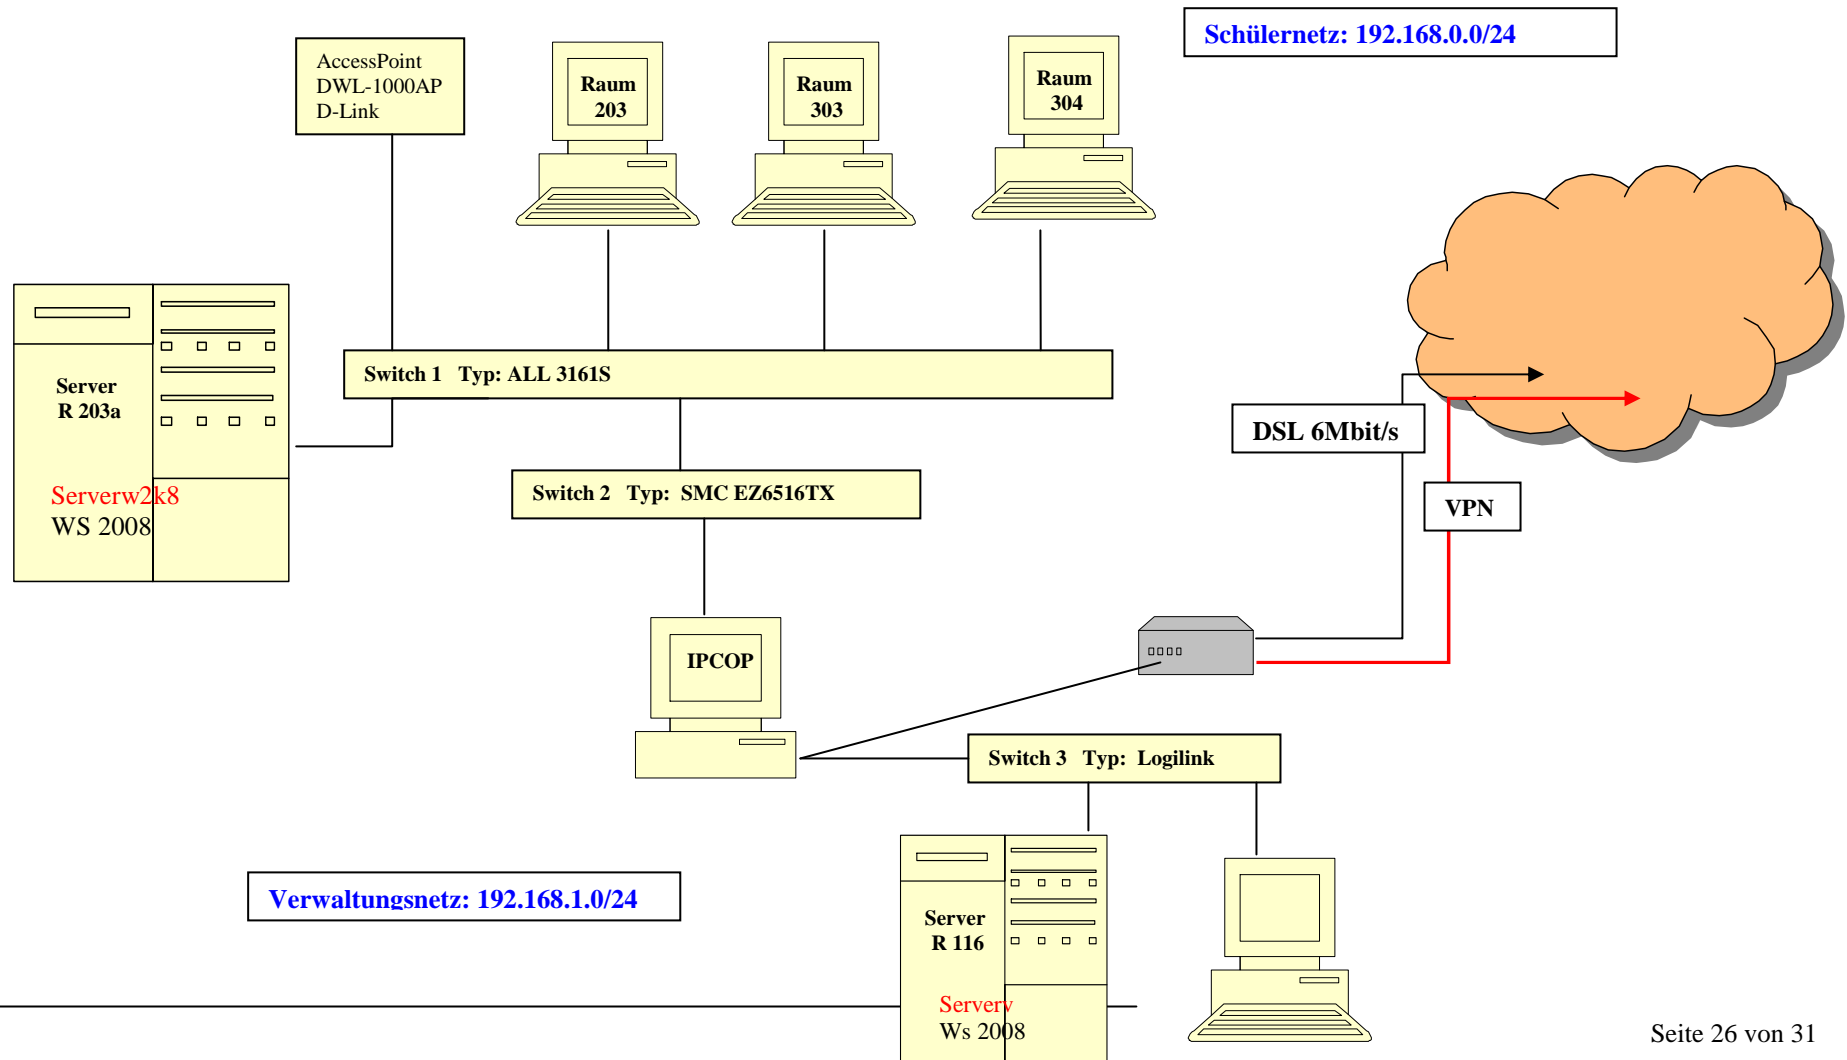 Schülernetz: 192.168.0.0/24
AccessPoint
DWL-1000AP
D-Link
Raum
203
Raum
303
Raum
304
Server
R 203a
Serverw2k8
WS 2008
Switch 1   Typ: ALL 3161S
DSL 6Mbit/s
Switch 2   Typ:  SMC EZ6516TX
VPN
IPCOP
Switch 3   Typ:  Logilink
Verwaltungsnetz: 192.168.1.0/24
Server
R 116
Serverv
Ws 2008
Seite 26 von 31